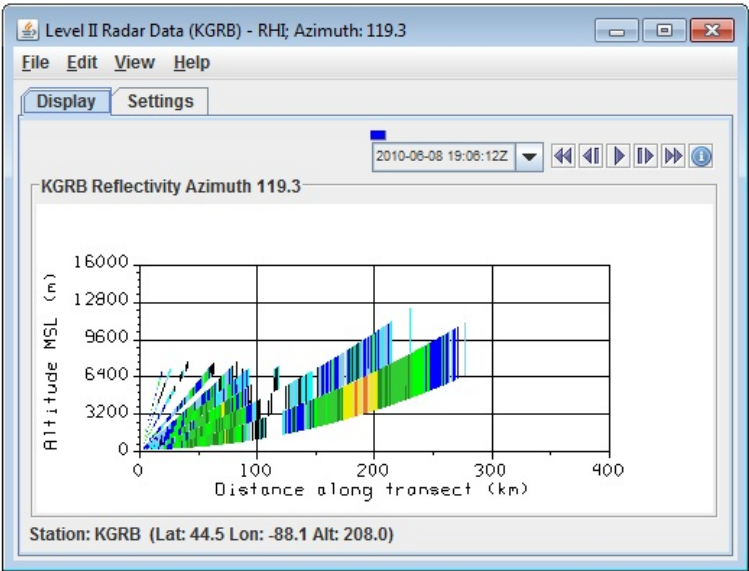 Level II Radar Data (KGRB) - RHI; Azimuth: 119.3
File Edit View Help
Display Settings
2010-06-08 19:06:12Z
KGRB Reflectivity Azimuth 119.3
Altitude MSL (m)
16000
12800
9600
6400
3200
0
0 100 200 300 400
Distance along transect (km)
Station: KGRB (Lat: 44.5 Lon: -88.1 Alt: 208.0)